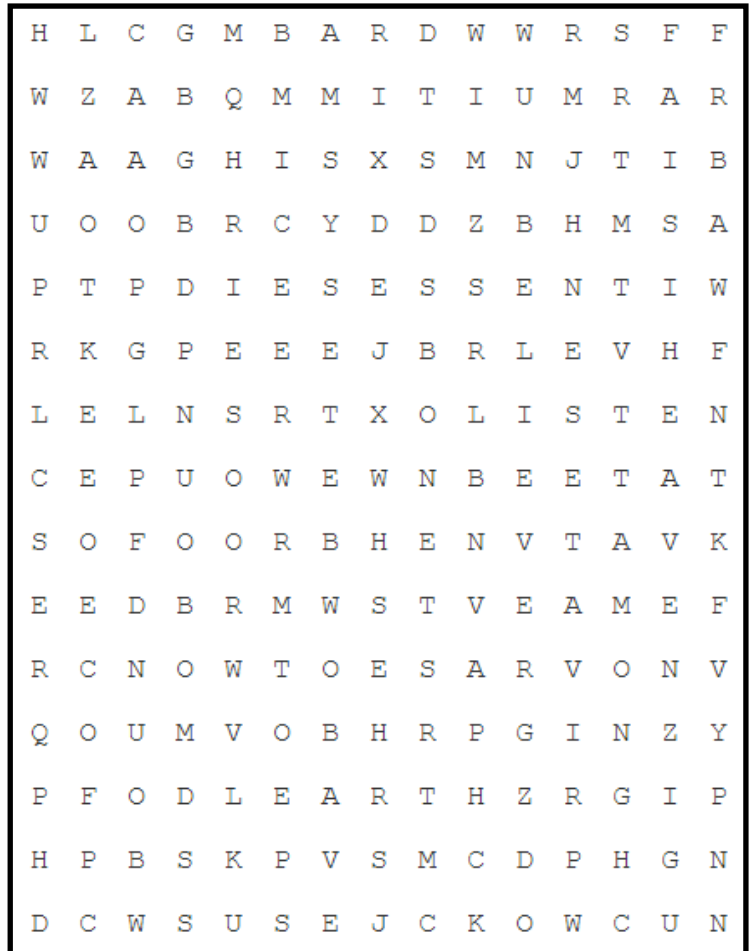 H L C G M B A R D W W R S F F
W Z A B Q M M I T I U M R A R
W A A G H I S X S M N J T I B
U O O B R C Y D D Z B H M S A
P T P D I E S E S S E N T I W
R K G P E E E J B R L E V H F
L E L N S R T X O L I S T E N
C E P U O W E W N B E E T A T
S O F O O R B H E N V T A V K
E E D B R M W S T V E A M E F
R C N O W T O E S A R V O N V
Q O U M V O B H R P G I N Z Y
P F O D L E A R T H Z R G I P
H P B S K P V S M C D P H G N
D C W S U S E J C K O W C U N